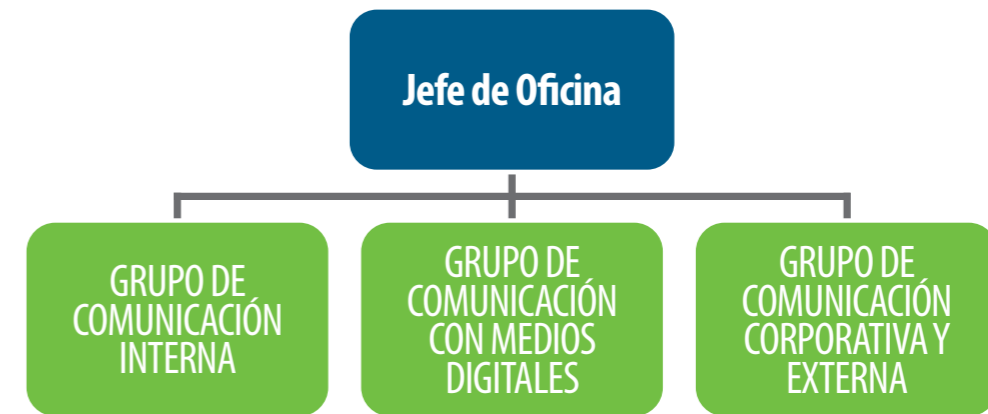 Jefe de Oficina
GRUPO DE
COMUNICACIÓN
INTERNA
GRUPO DE
COMUNICACIÓN
CON MEDIOS
DIGITALES
GRUPO DE
COMUNICACIÓN
CORPORATIVA Y
EXTERNA